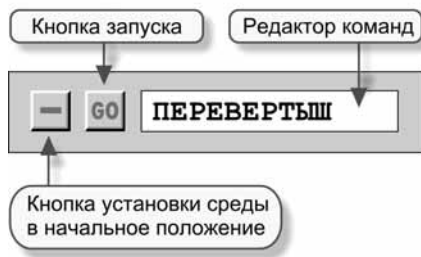 Кнопка запуска
Редактор команд
GO ПЕРЕВЕРТЫШ
Кнопка установки среды
в начальное положение